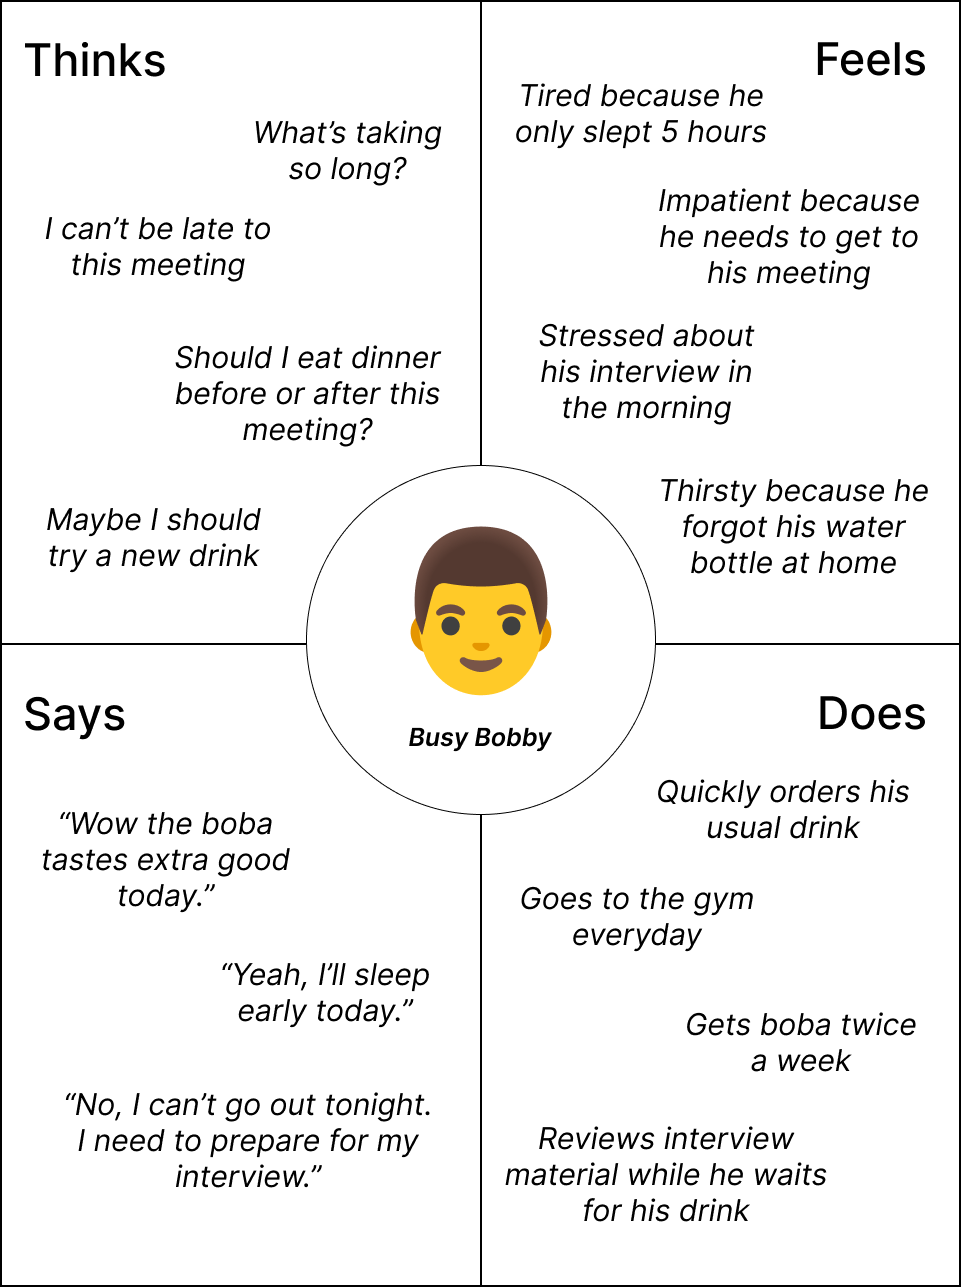 Thinks
What’s taking
so long?
I can’t be late to
this meeting
Should I eat dinner
before or after this
meeting?
Maybe I should
try a new drink
Feels
Tired because he
only slept 5 hours
Impatient because
he needs to get to
his meeting
Stressed about
his interview in
the morning
Thirsty because he
forgot his water
bottle at home
Busy Bobby
Says
“Wow the boba
tastes extra good
today.”
“Yeah, I’ll sleep
early today.”
“No, I can’t go out tonight.
I need to prepare for my
interview.”
Does
Quickly orders his
usual drink
Goes to the gym
everyday
Gets boba twice
a week
Reviews interview
material while he waits
for his drink